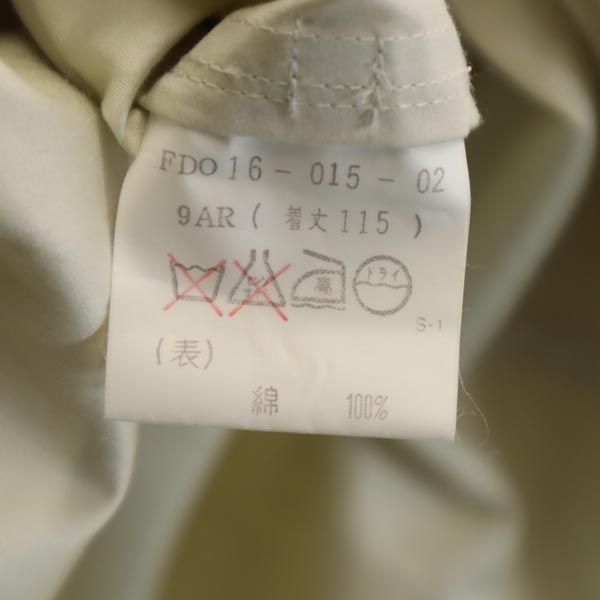 FDO 16 - 015 - 02
9AR ( 着丈 115 )
高 ドライ
S-1
(表)
綿 100%